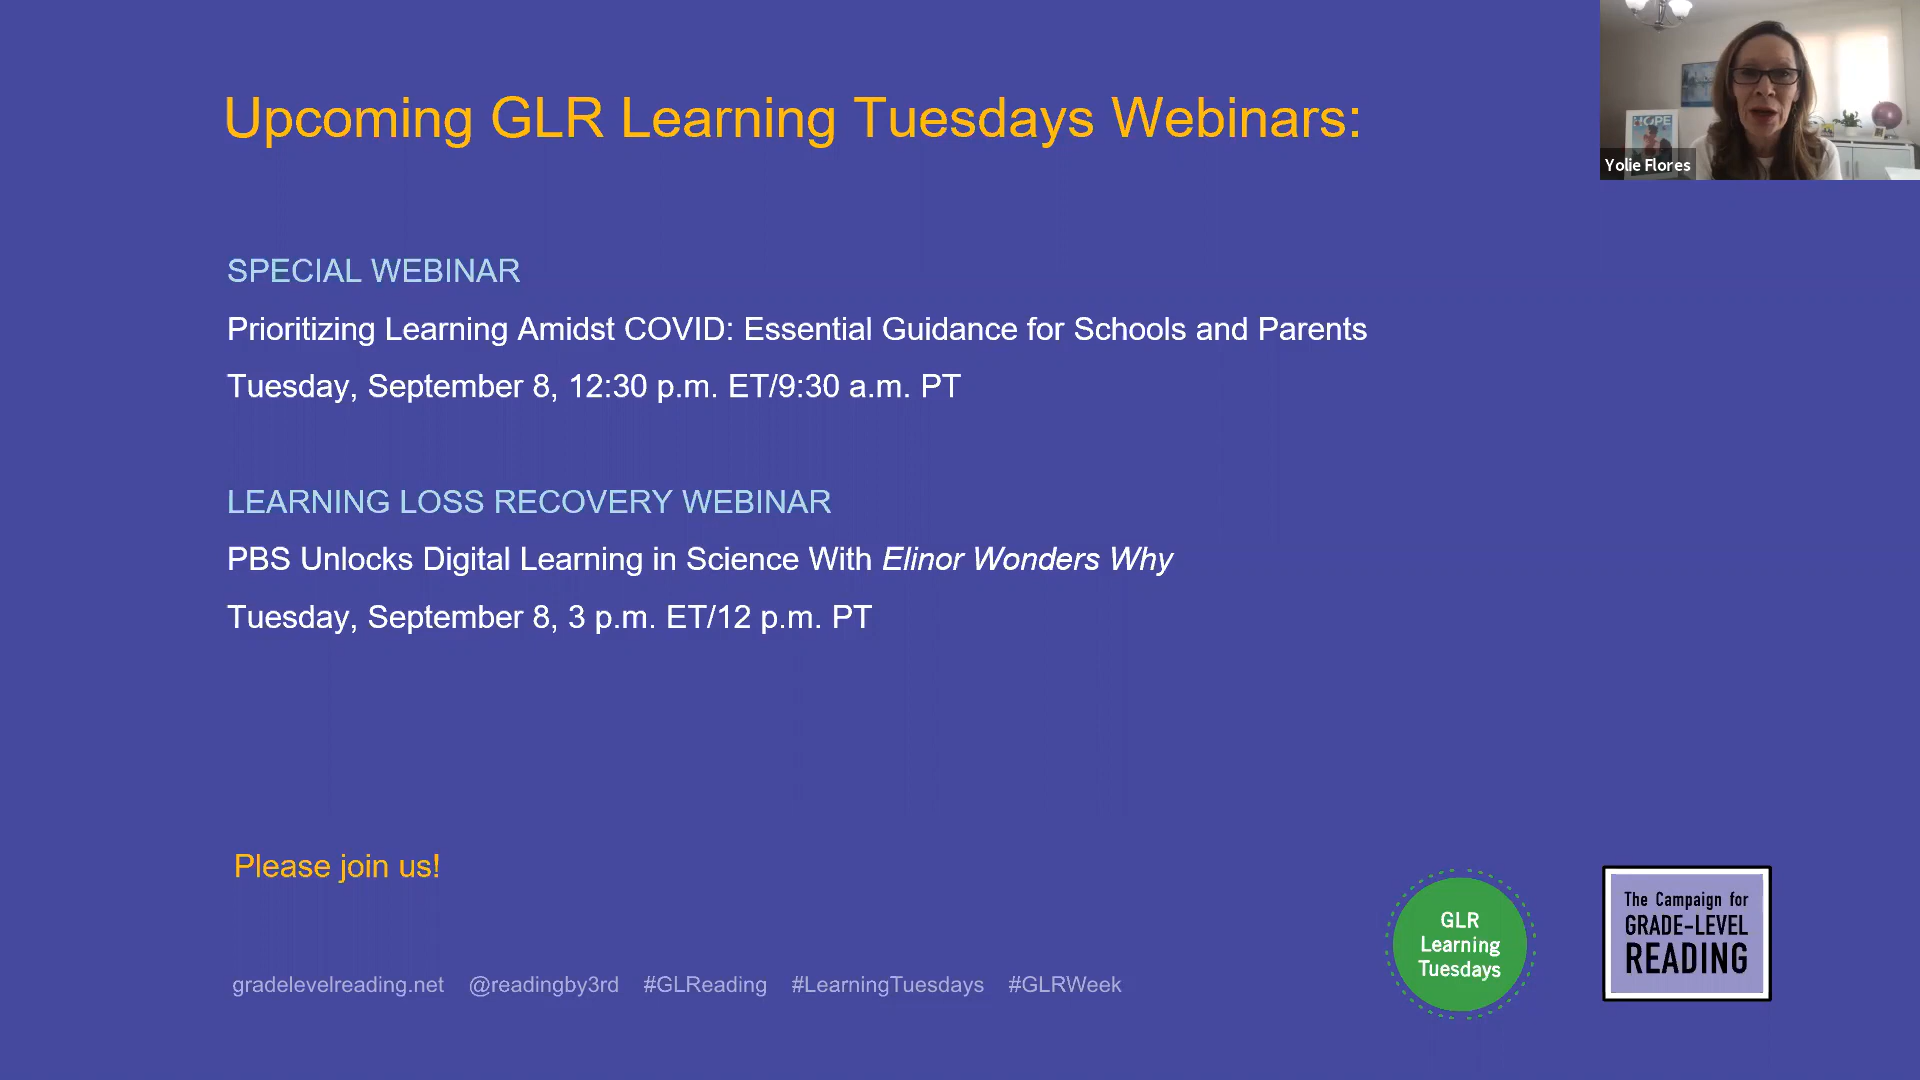 Upcoming GLR Learning Tuesdays Webinars:
HOPE
Yolie Flores
SPECIAL WEBINAR
Prioritizing Learning Amidst COVID: Essential Guidance for Schools and Parents
Tuesday, September 8, 12:30 p.m. ET/9:30 a.m. PT
LEARNING LOSS RECOVERY WEBINAR
PBS Unlocks Digital Learning in Science With Elinor Wonders Why
Tuesday, September 8, 3 p.m. ET/12 p.m. PT
Please join us!
GLR
Learning
Tuesdays
The Campaign for
GRADE-LEVEL
READING
gradelevelreading.net @readingby3rd #GLReading #LearningTuesdays #GLRWeek